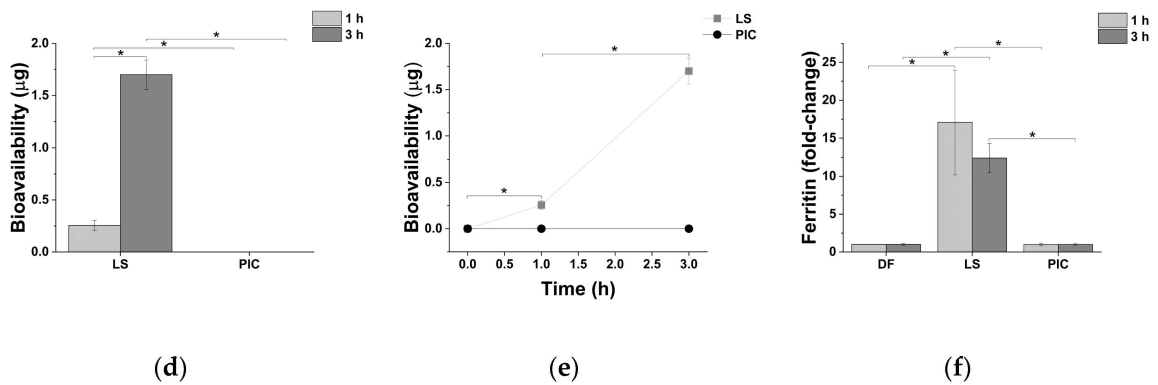 1 h
3 h
*
*
*
2.0
1.5
1.0
0.5
0.0
Bioavailability (μg)
LS
PIC
LS
PIC
*
*
2.0
1.5
1.0
0.5
0.0
Bioavailability (μg)
0.0 0.5 1.0 1.5 2.0 2.5 3.0
Time (h)
1 h
3 h
*
*
*
*
25
20
15
10
5
0
Ferritin (fold-change)
DF LS PIC
(d)
(e)
(f)